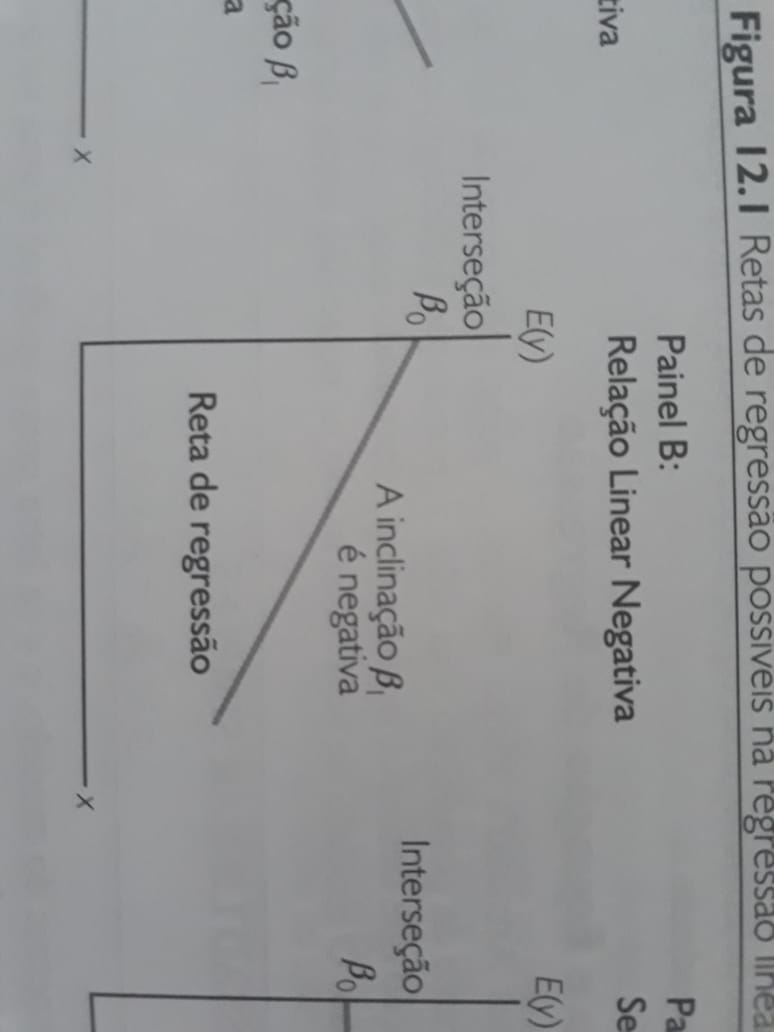 Figura 12.1 Retas de regressão possíveis na regressão linea
tiva
ção β₁
a
x
Painel B:
Relação Linear Negativa
E(y)
Interseção
β₀
A inclinação β₁
é negativa
Reta de regressão
x
Pa
Se
E(y)
Interseção
β₀